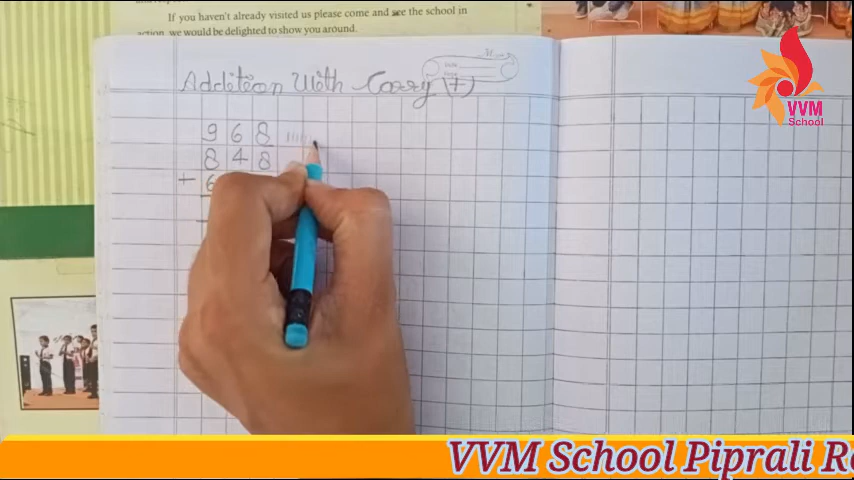 If you haven't already visited us please come and see the school in
action we would be delighted to show you around.
Addition With Carry (+)
9 6 8
8 4 8
+ 6
VVM
School
VVM School Piprali R